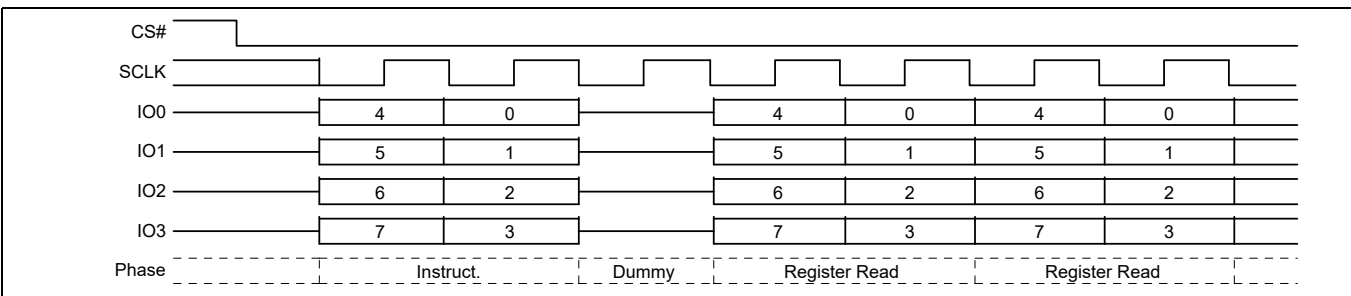 CS#
SCLK
IO0 4 0 4 0 4 0
IO1 5 1 5 1 5 1
IO2 6 2 6 2 6 2
IO3 7 3 7 3 7 3
Phase Instruct. Dummy Register Read Register Read